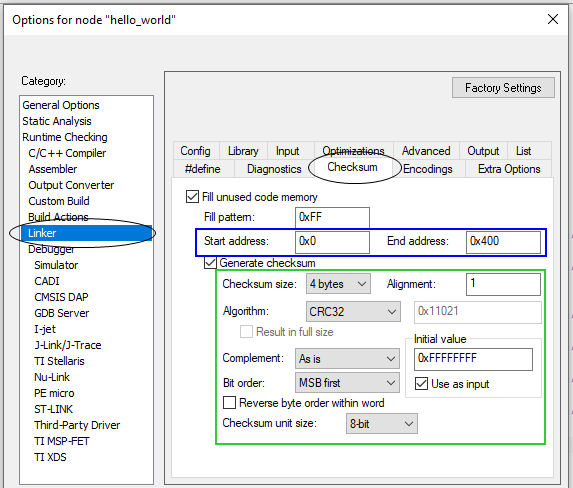 Options for node "hello_world"
Category:
Factory Settings
General Options
Static Analysis
Runtime Checking
C/C++ Compiler
Assembler
Output Converter
Custom Build
Build Actions
Linker
Debugger
Simulator
CADI
CMSIS DAP
GDB Server
I-jet
J-Link/J-Trace
TI Stellaris
Nu-Link
PE micro
ST-LINK
Third-Party Driver
TI MSP-FET
TI XDS
Config Library Input Optimizations Advanced Output List
#define Diagnostics Checksum Encodings Extra Options
Fill unused code memory
Fill pattern: 0xFF
Start address: 0x0 End address: 0x400
Generate checksum
Checksum size: 4 bytes Alignment: 1
Algorithm: CRC32 0x11021
Result in full size
Initial value
Complement: As is 0xFFFFFFFF
Bit order: MSB first Use as input
Reverse byte order within word
Checksum unit size: 8-bit